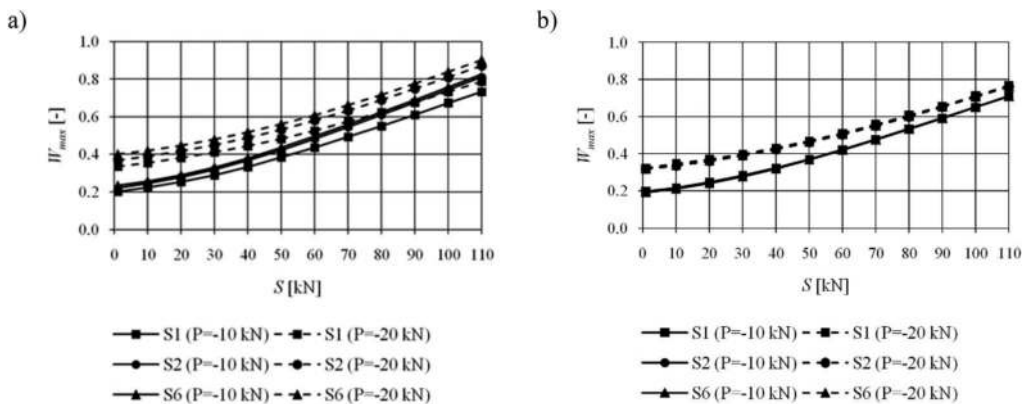 a)
1.0
0.8
0.6
0.4
0.2
0.0
Wmax [-]
0 10 20 30 40 50 60 70 80 90 100 110
S [kN]
S1 (P=-10 kN) S1 (P=-20 kN)
S2 (P=-10 kN) S2 (P=-20 kN)
S6 (P=-10 kN) S6 (P=-20 kN)
b)
1.0
0.8
0.6
0.4
0.2
0.0
Wmax [-]
0 10 20 30 40 50 60 70 80 90 100 110
S [kN]
S1 (P=-10 kN) S1 (P=-20 kN)
S2 (P=-10 kN) S2 (P=-20 kN)
S6 (P=-10 kN) S6 (P=-20 kN)